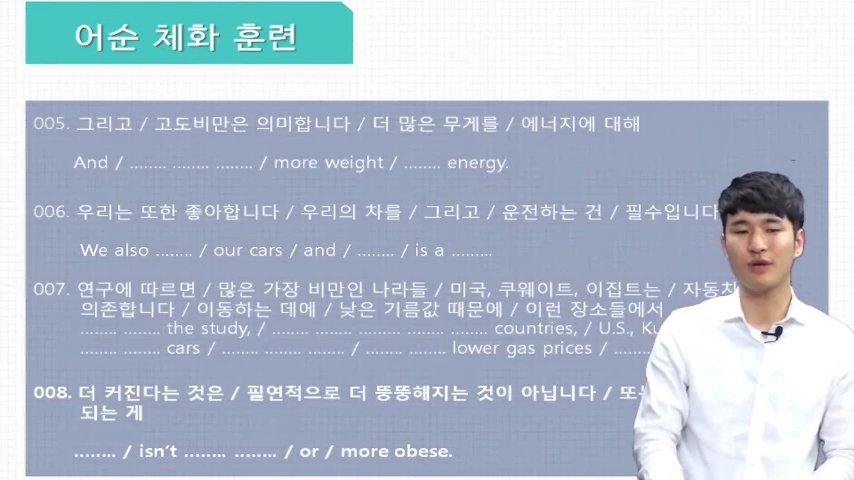 어순 체화 훈련
005. 그리고 / 고도비만은 의미합니다 / 더 많은 무게를 / 에너지에 대해
And / ........ ........ ........ / more weight / ........ energy.
006. 우리는 또한 좋아합니다 / 우리의 차를 / 그리고 / 운전하는 건 / 필수입니다
We also ........ / our cars / and / ........ / is a .........
007. 연구에 따르면 / 많은 가장 비만인 나라들 / 미국, 쿠웨이트, 이집트는 / 자동차
의존합니다 / 이동하는 데에 / 낮은 기름값 때문에 / 이런 장소들에서
........ ........ the study, / ........ ........ ........ ........ ........ countries, / U.S.,
........ ........ cars / ........ ........ ........ / ........ ........ lower gas prices / ........
008. 더 커진다는 것은 / 필연적으로 더 뚱뚱해지는 것이 아닙니다 /
되는 게
........ / isn't ........ ........ / or / more obese.